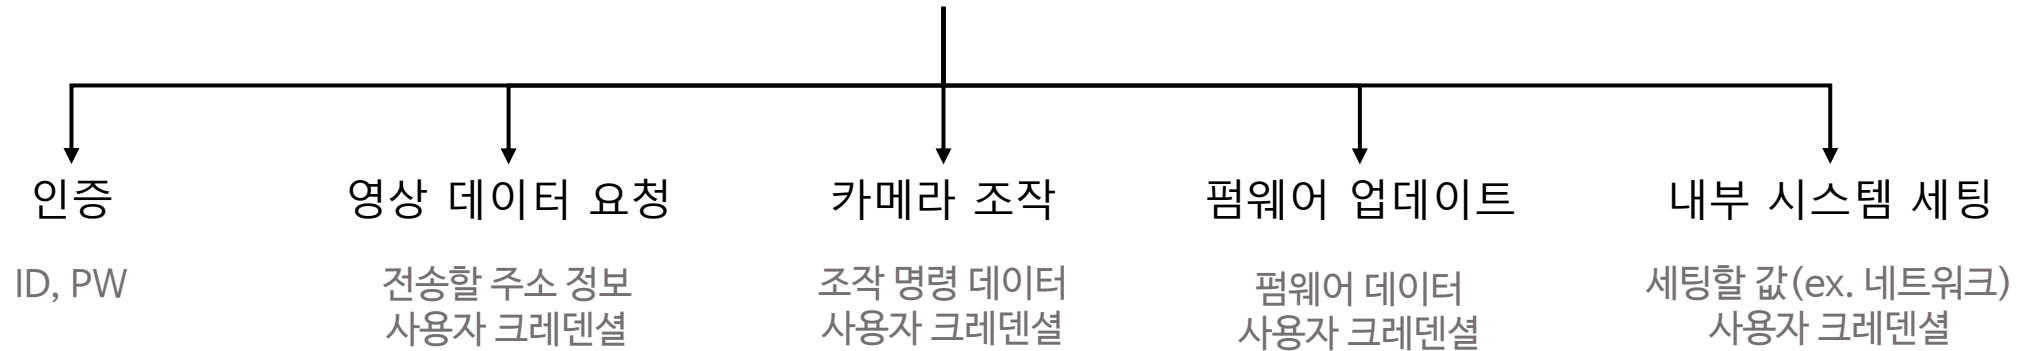 인증
ID, PW
영상 데이터 요청
전송할 주소 정보
사용자 크레덴셜
카메라 조작
조작 명령 데이터
사용자 크레덴셜
펌웨어 업데이트
펌웨어 데이터
사용자 크레덴셜
내부 시스템 세팅
세팅할 값(ex. 네트워크)
사용자 크레덴셜